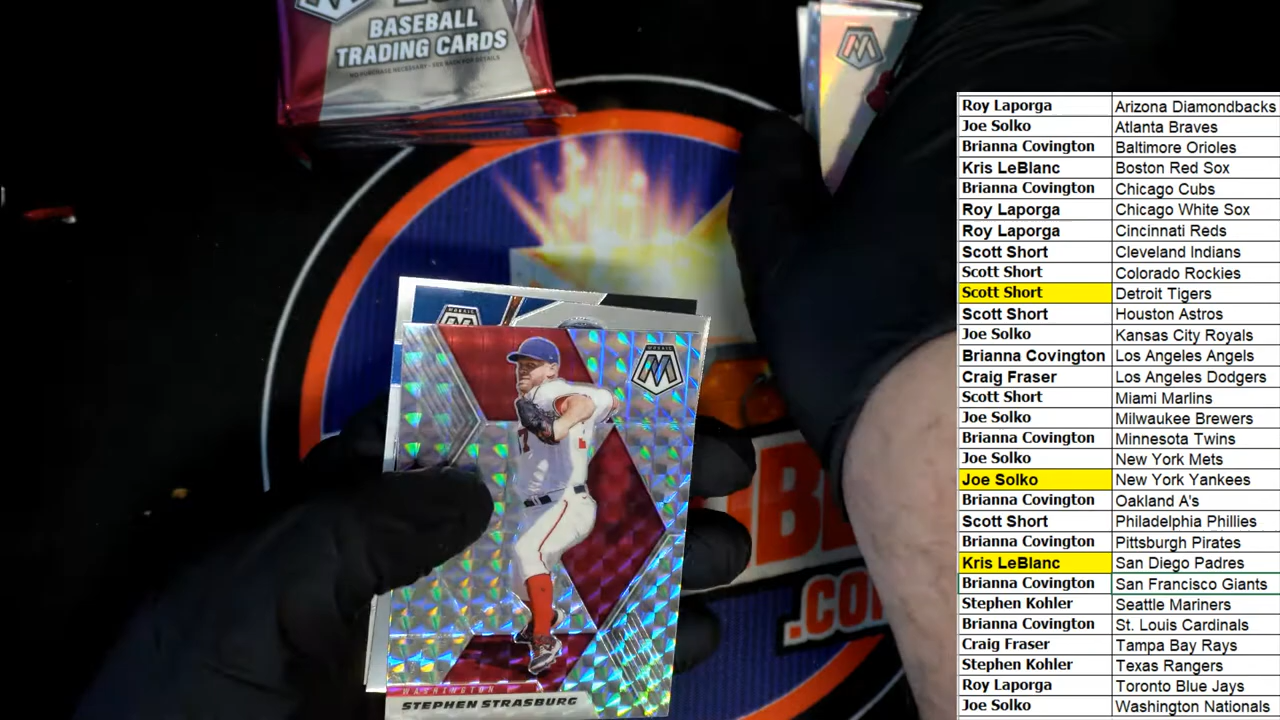 BASEBALL
TRADING CARDS
NO PURCHASE NECESSARY - SEE BACK FOR DETAILS
MOSAIC
MOSAIC
WASHINGTON
STEPHEN STRASBURG
.CO
Roy Laporga Arizona Diamondbacks
Joe Solko Atlanta Braves
Brianna Covington Baltimore Orioles
Kris LeBlanc Boston Red Sox
Brianna Covington Chicago Cubs
Roy Laporga Chicago White Sox
Roy Laporga Cincinnati Reds
Scott Short Cleveland Indians
Scott Short Colorado Rockies
Scott Short Detroit Tigers
Scott Short Houston Astros
Joe Solko Kansas City Royals
Brianna Covington Los Angeles Angels
Craig Fraser Los Angeles Dodgers
Scott Short Miami Marlins
Joe Solko Milwaukee Brewers
Brianna Covington Minnesota Twins
Joe Solko New York Mets
Joe Solko New York Yankees
Brianna Covington Oakland A's
Scott Short Philadelphia Phillies
Brianna Covington Pittsburgh Pirates
Kris LeBlanc San Diego Padres
Brianna Covington San Francisco Giants
Stephen Kohler Seattle Mariners
Brianna Covington St. Louis Cardinals
Craig Fraser Tampa Bay Rays
Stephen Kohler Texas Rangers
Roy Laporga Toronto Blue Jays
Joe Solko Washington Nationals